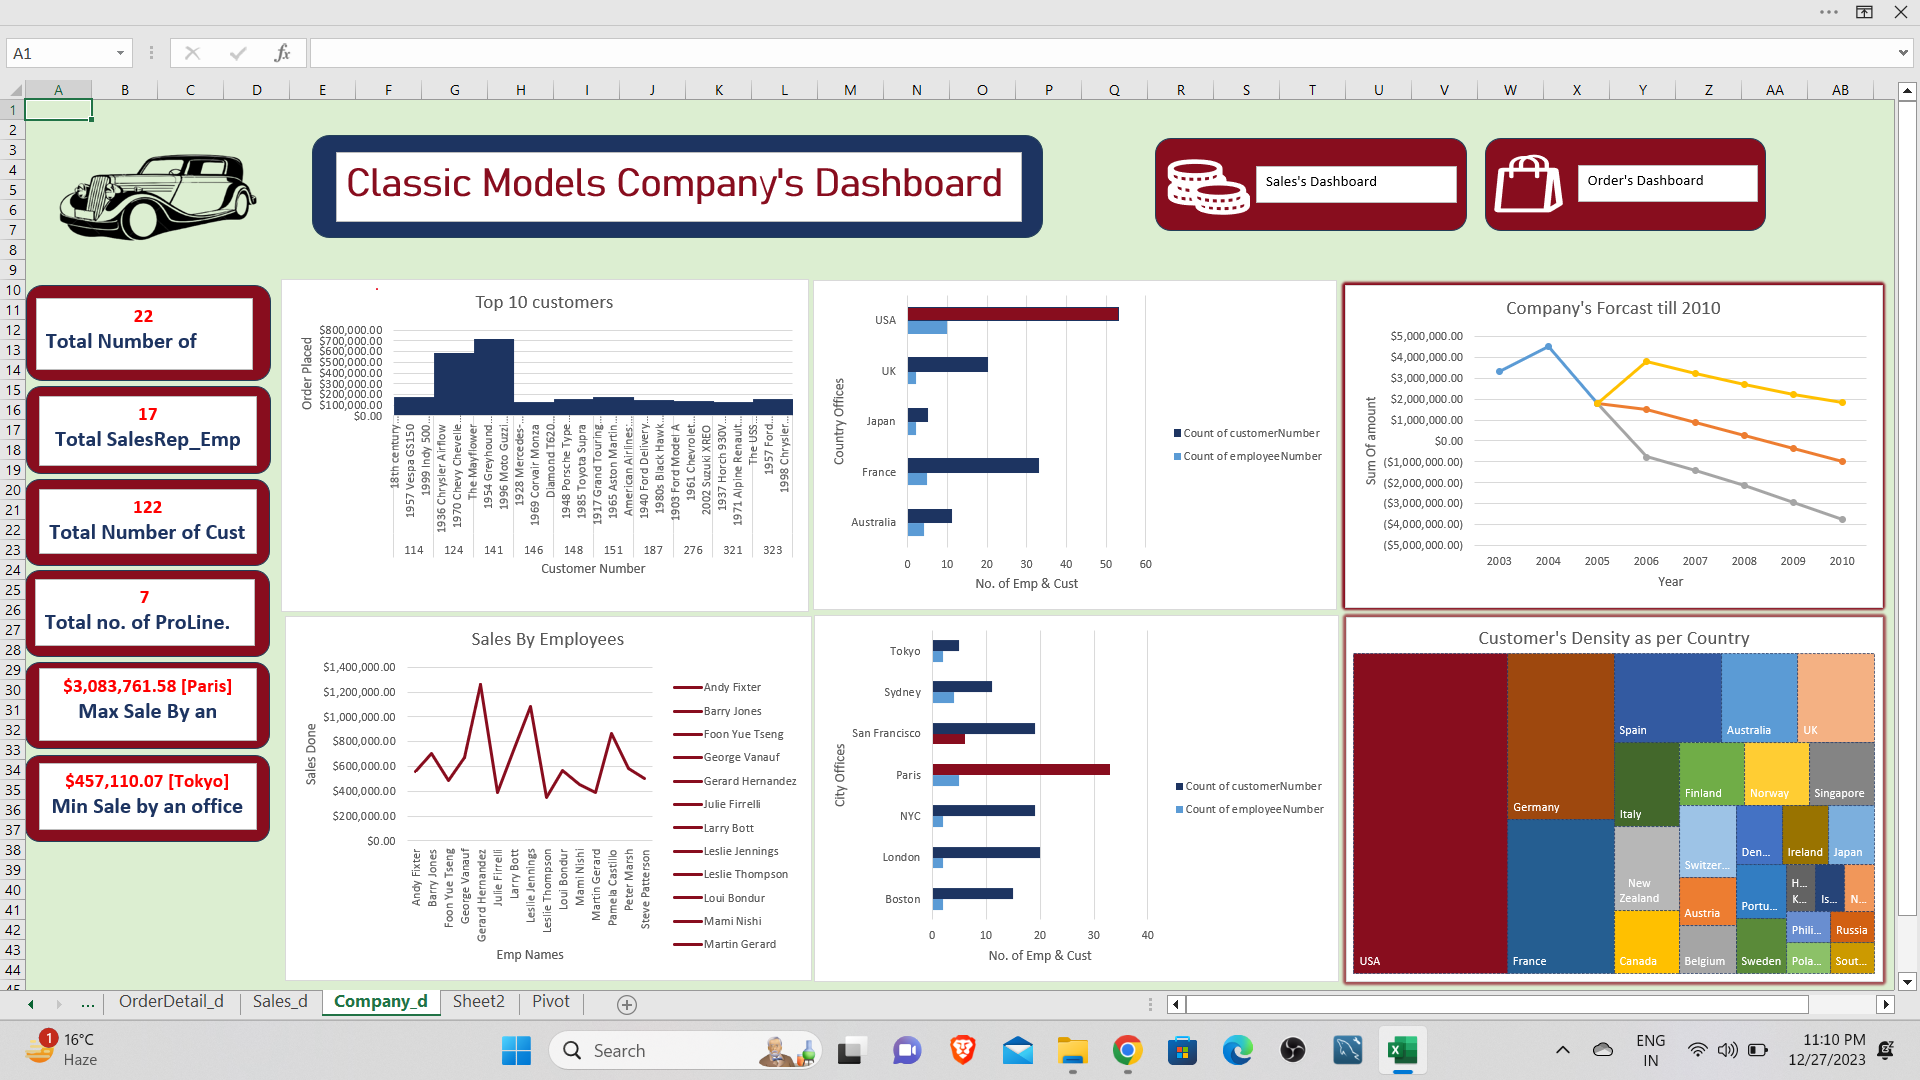 A1
fx
A B C D E F G H I J K L M N O P Q R S T U V W X Y Z AA AB
1
2
3
4
5
6
7
8
9
10
11
12
13
14
15
16
17
18
19
20
21
22
23
24
25
26
27
28
29
30
31
32
33
34
35
36
37
38
39
40
41
42
43
44
45
Classic Models Company's Dashboard
Sales's Dashboard
Order's Dashboard
22
Total Number of
17
Total SalesRep_Emp
122
Total Number of Cust
7
Total no. of ProLine.
$3,083,761.58 [Paris]
Max Sale By an
$457,110.07 [Tokyo]
Min Sale by an office
Top 10 customers
Order Placed
$800,000.00
$700,000.00
$600,000.00
$500,000.00
$400,000.00
$300,000.00
$200,000.00
$100,000.00
$0.00
18th century...
1957 Vespa GS150
1999 Indy 500...
1936 Chrysler Airflow
1970 Chevy Chevelle...
The Mayflower
1954 Greyhound...
1996 Moto Guzzi...
1928 Mercedes-...
1969 Corvair Monza
Diamond T620...
1948 Porsche Type...
1985 Toyota Supra
1917 Grand Touring...
1965 Aston Martin...
American Airlines:...
1940 Ford Delivery...
1980s Black Hawk...
1903 Ford Model A
1961 Chevrolet...
2002 Suzuki XREO
1937 Horch 930V...
1971 Alpine Renault...
The USS...
1957 Ford...
1998 Chrysler...
114 124 141 146 148 151 187 276 321 323
Customer Number
Country Offices
USA
UK
Japan
France
Australia
0 10 20 30 40 50 60
No. of Emp & Cust
Count of customerNumber
Count of employeeNumber
Company's Forcast till 2010
Sum Of amount
$5,000,000.00
$4,000,000.00
$3,000,000.00
$2,000,000.00
$1,000,000.00
$0.00
($1,000,000.00)
($2,000,000.00)
($3,000,000.00)
($4,000,000.00)
($5,000,000.00)
2003 2004 2005 2006 2007 2008 2009 2010
Year
Sales By Employees
Sales Done
$1,400,000.00
$1,200,000.00
$1,000,000.00
$800,000.00
$600,000.00
$400,000.00
$200,000.00
$0.00
Andy Fixter
Barry Jones
Foon Yue Tseng
George Vanauf
Gerard Hernandez
Julie Firrelli
Larry Bott
Leslie Jennings
Leslie Thompson
Loui Bondur
Mami Nishi
Martin Gerard
Pamela Castillo
Peter Marsh
Steve Patterson
Emp Names
Andy Fixter
Barry Jones
Foon Yue Tseng
George Vanauf
Gerard Hernandez
Julie Firrelli
Larry Bott
Leslie Jennings
Leslie Thompson
Loui Bondur
Mami Nishi
Martin Gerard
City Offices
Tokyo
Sydney
San Francisco
Paris
NYC
London
Boston
0 10 20 30 40
No. of Emp & Cust
Count of customerNumber
Count of employeeNumber
Customer's Density as per Country
USA
Germany
France
Spain
Australia
UK
Italy
Finland
Norway
Singapore
New
Zealand
Switzer...
Den...
Ireland
Japan
Canada
Austria
Belgium
Portu...
Sweden
H...
K...
Is...
N...
Phili...
Russia
Pola...
Sout...
... OrderDetail_d Sales_d Company_d Sheet2 Pivot
1
16°C
Haze
Search
ENG
IN
11:10 PM
12/27/2023